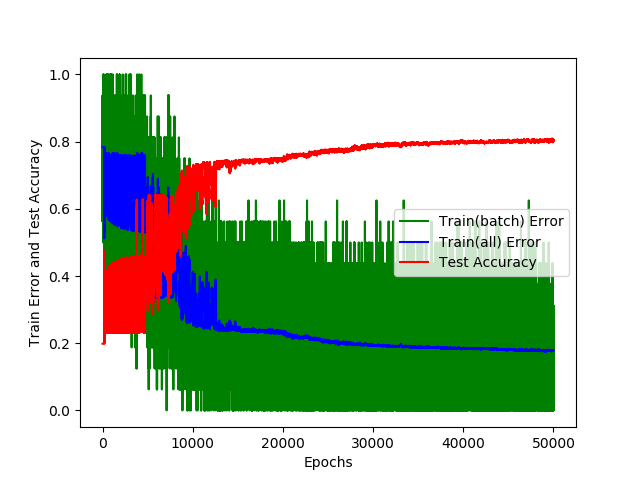 1.0
0.8
0.6
0.4
0.2
0.0
Train Error and Test Accuracy
Train(batch) Error
Train(all) Error
Test Accuracy
0 10000 20000 30000 40000 50000
Epochs